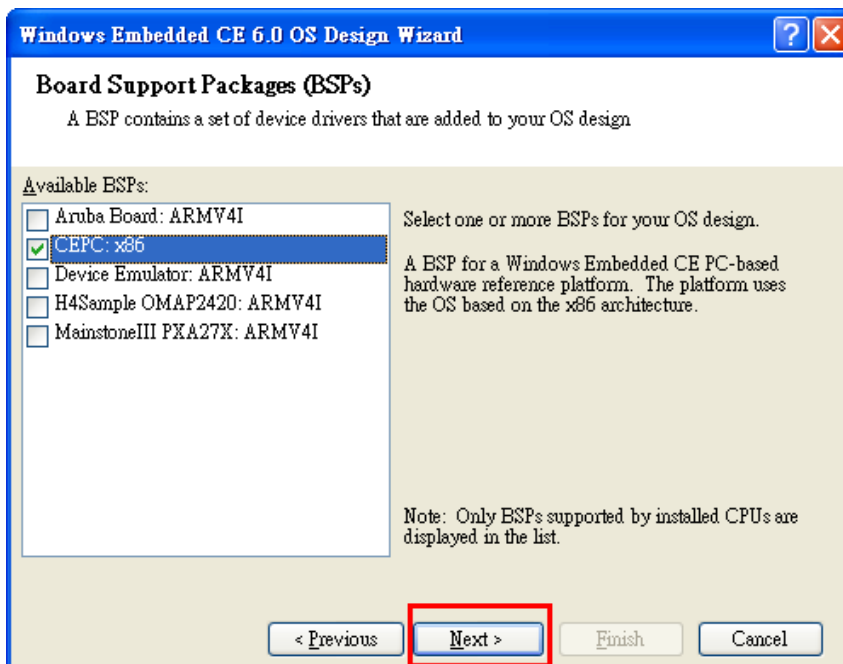 Windows Embedded CE 6.0 OS Design Wizard
Board Support Packages (BSPs)
A BSP contains a set of device drivers that are added to your OS design
Available BSPs:
Aruba Board: ARMV4I
CEPC: x86
Device Emulator: ARMV4I
H4Sample OMAP2420: ARMV4I
MainstoneIII PXA27X: ARMV4I
Select one or more BSPs for your OS design.
A BSP for a Windows Embedded CE PC-based
hardware reference platform.  The platform uses
the OS based on the x86 architecture.
Note:  Only BSPs supported by installed CPUs are
displayed in the list.
< Previous
Next >
Finish
Cancel